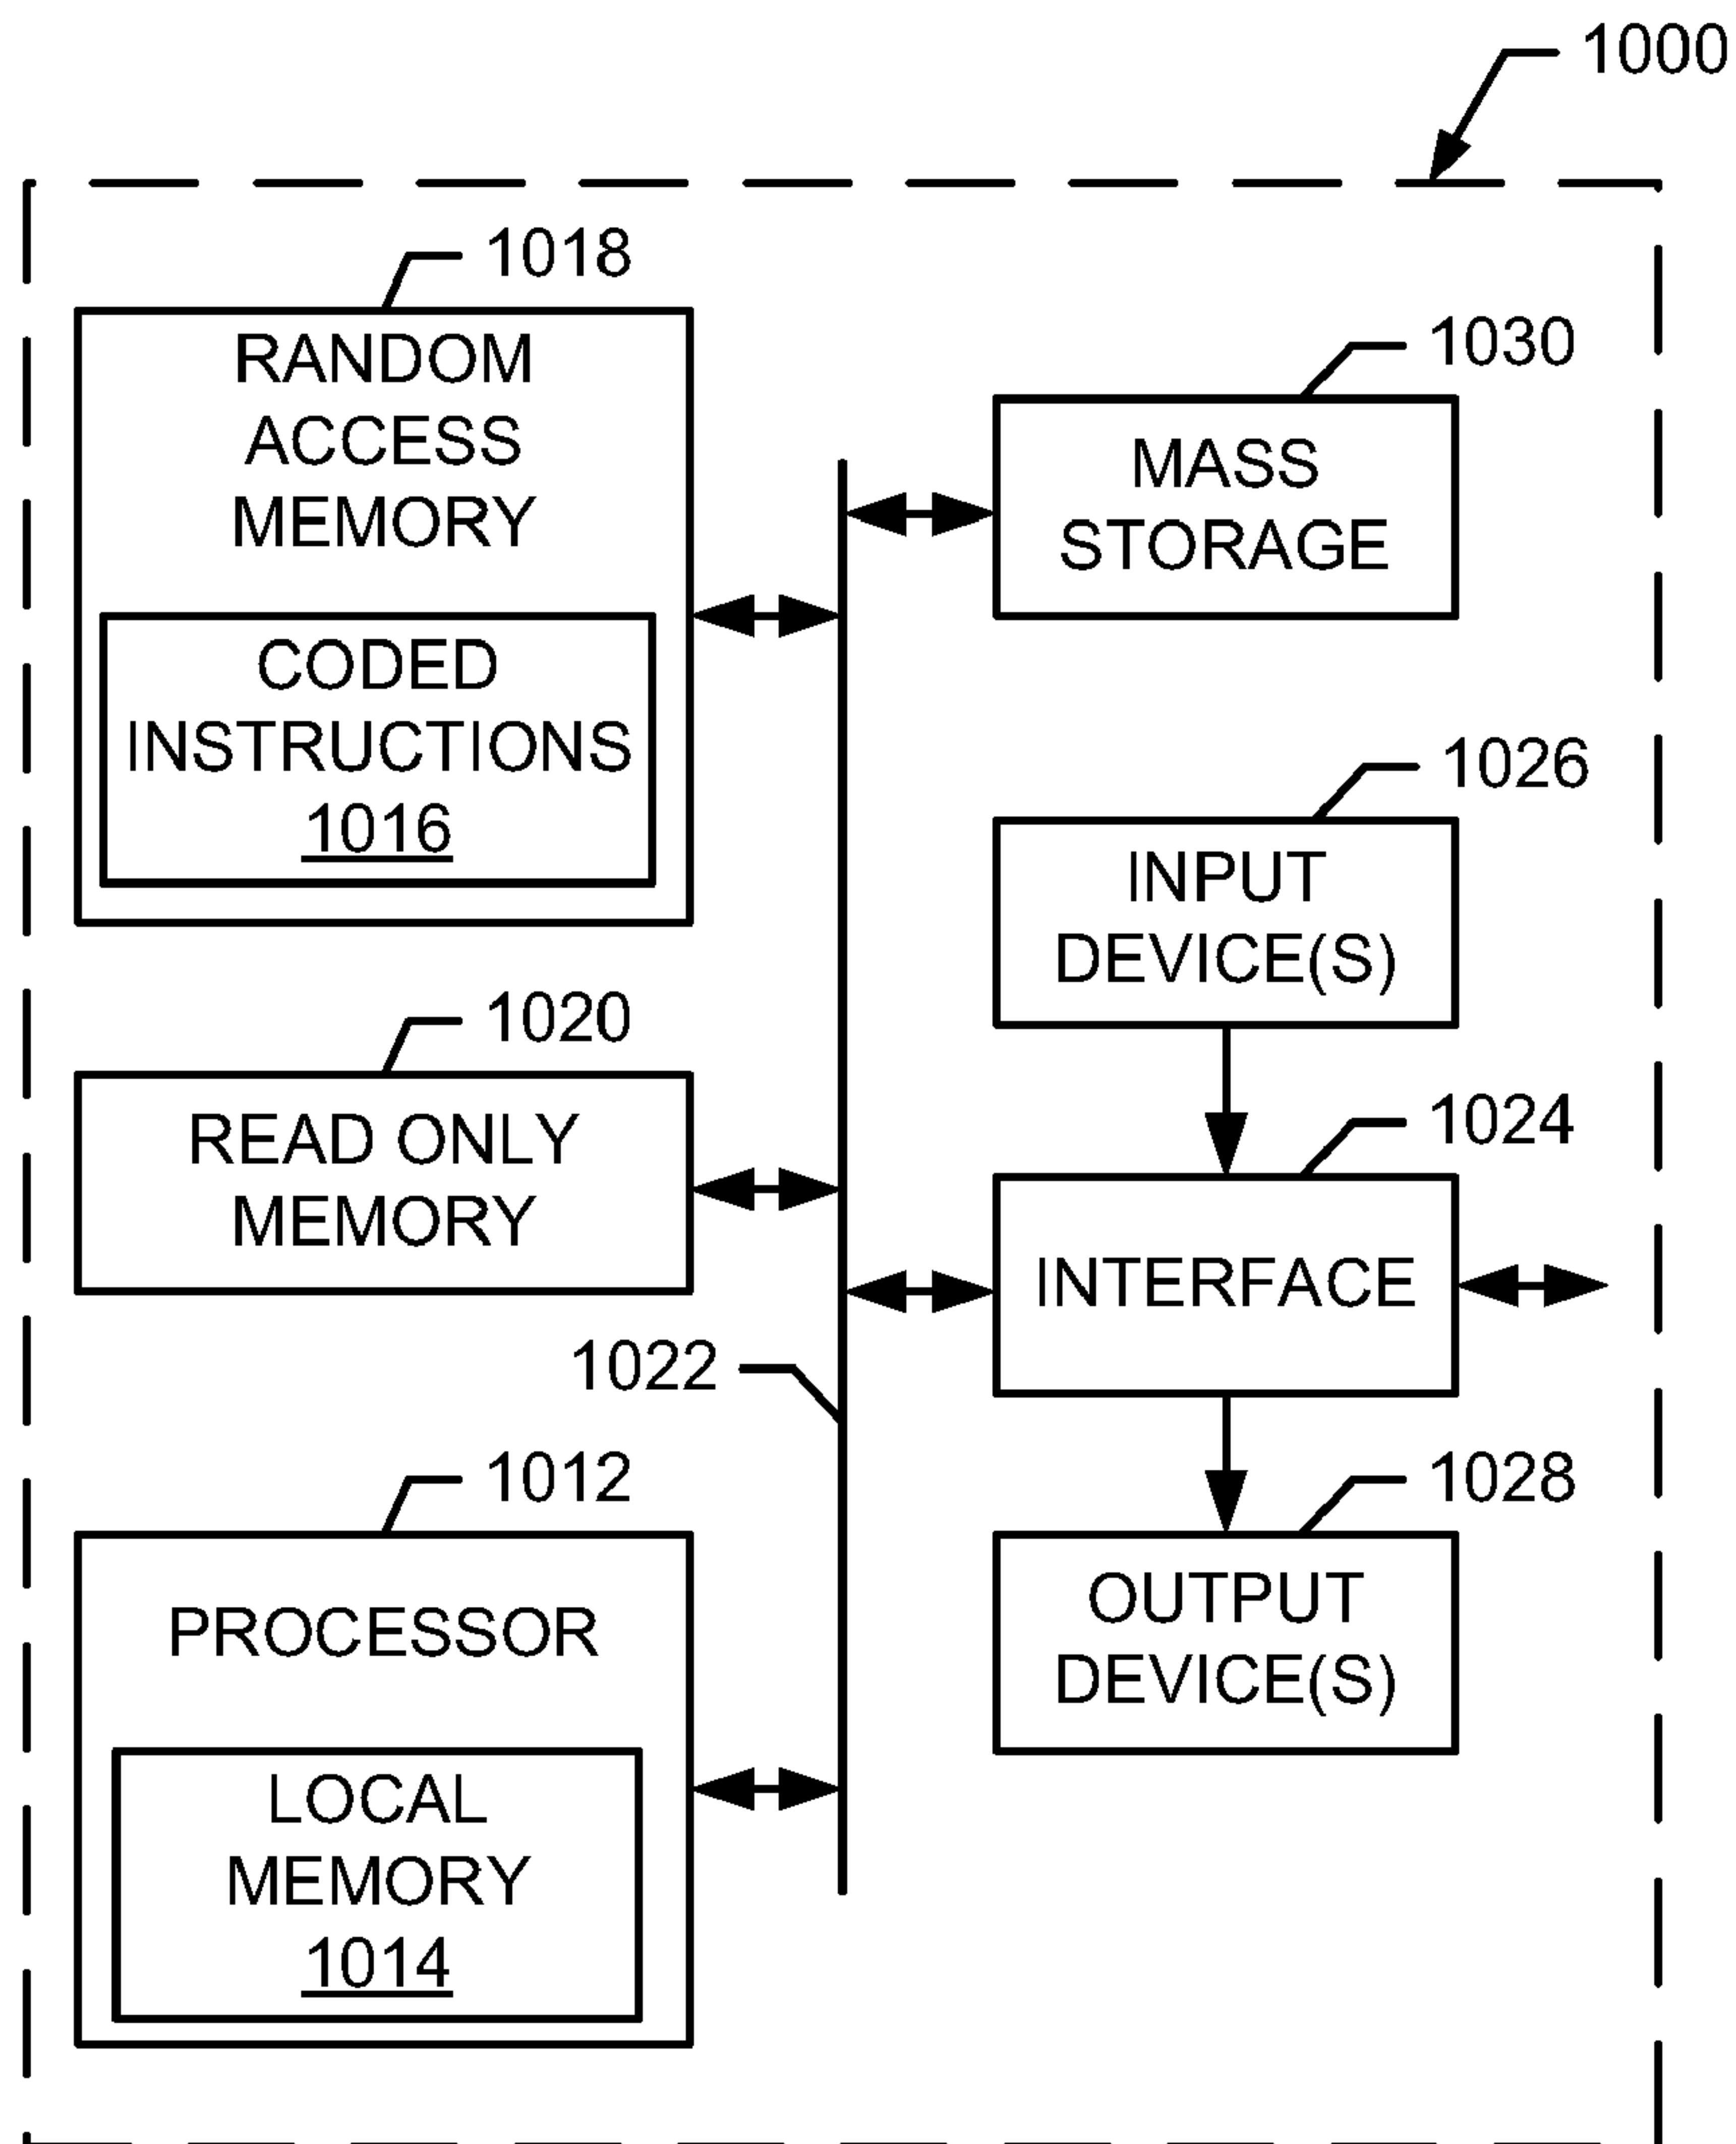 1000
1018
RANDOM
ACCESS
MEMORY
CODED
INSTRUCTIONS
1016
1030
MASS
STORAGE
1026
INPUT
DEVICE(S)
1020
READ ONLY
MEMORY
1024
INTERFACE
1022
1012
PROCESSOR
LOCAL
MEMORY
1014
1028
OUTPUT
DEVICE(S)